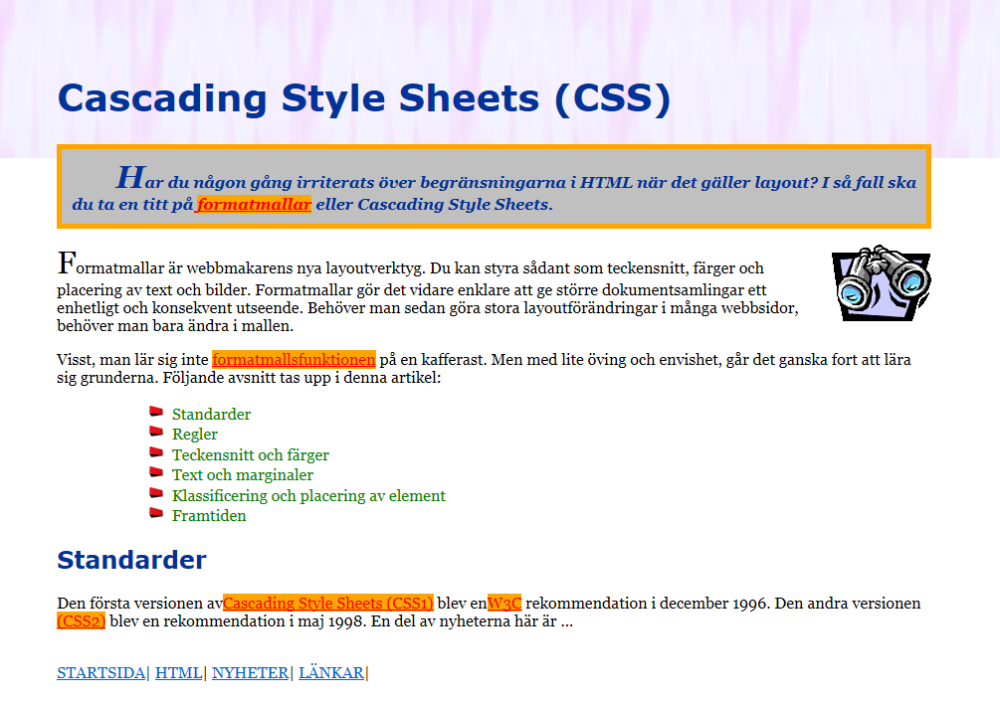 Cascading Style Sheets (CSS)
Har du någon gång irriterats över begränsningarna i HTML när det gäller layout? I så fall ska
du ta en titt på formatmallar eller Cascading Style Sheets.
Formatmallar är webbmakarens nya layoutverktyg. Du kan styra sådant som teckensnitt, färger och
placering av text och bilder. Formatmallar gör det vidare enklare att ge större dokumentsamlingar ett
enhetligt och konsekvent utseende. Behöver man sedan göra stora layoutförändringar i många webbsidor,
behöver man bara ändra i mallen.
Visst, man lär sig inte formatmallsfunktionen på en kafferast. Men med lite öving och envishet, går det ganska fort att lära
sig grunderna. Följande avsnitt tas upp i denna artikel:
Standarder
Regler
Teckensnitt och färger
Text och marginaler
Klassificering och placering av element
Framtiden
Standarder
Den första versionen avCascading Style Sheets (CSS1) blev enW3C rekommendation i december 1996. Den andra versionen
(CSS2) blev en rekommendation i maj 1998. En del av nyheterna här är ...
STARTSIDA| HTML| NYHETER| LÄNKAR|